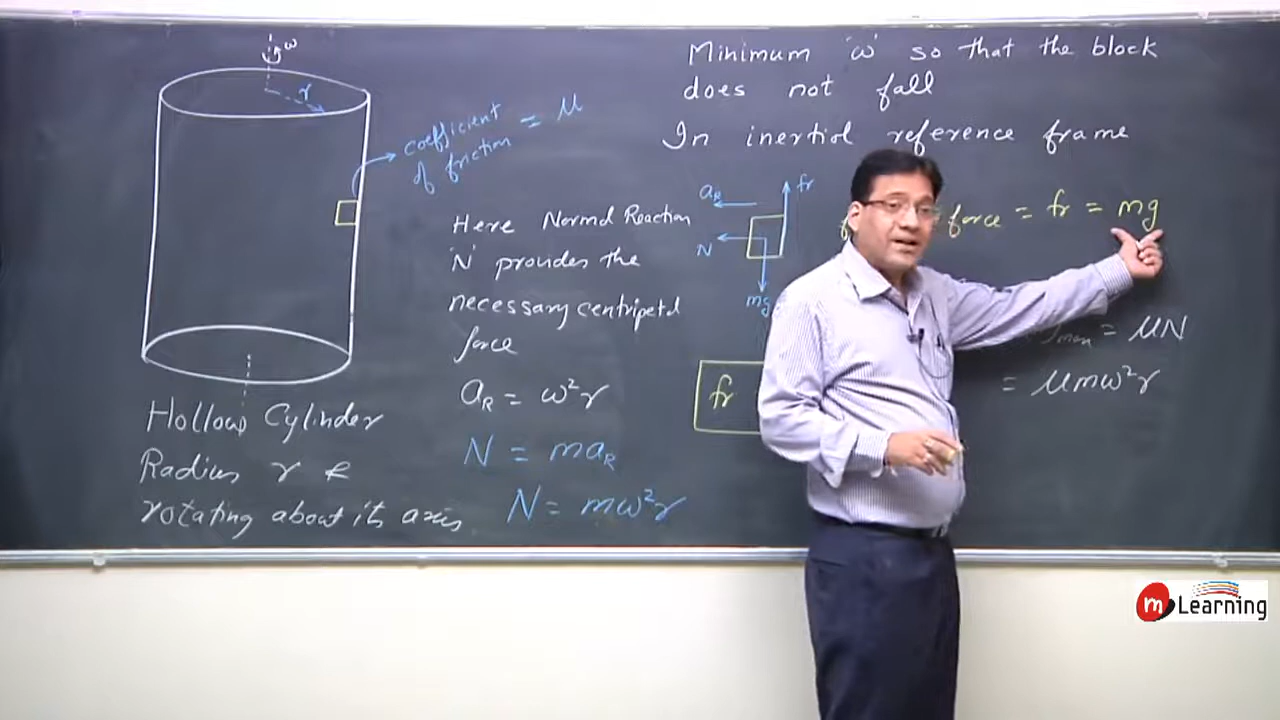 ω
r
coefficient of friction = μ
Hollow Cylinder
Radius r &
rotating about its axis
Here Normal Reaction
'N' provides the
necessary centripetal
force
aR = ω²r
N = maR
N = mω²r
Minimum 'ω' so that the block
does not fall
In inertial reference frame
aR
fr
N
mg
force = fr = mg
= μN
= μmω²r
fr
m Learning